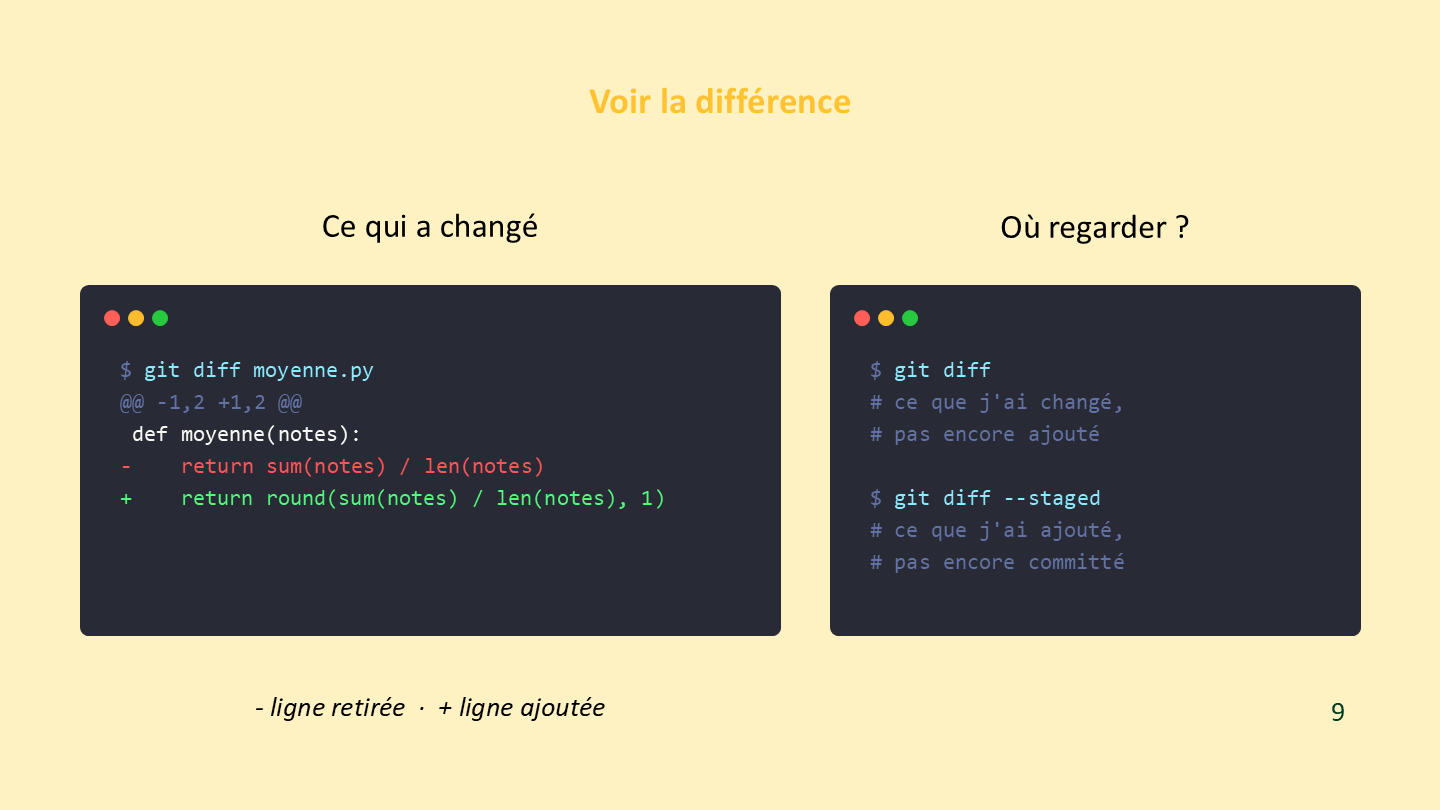 Voir la différence
Ce qui a changé
$ git diff moyenne.py
@@ -1,2 +1,2 @@
 def moyenne(notes):
-    return sum(notes) / len(notes)
+    return round(sum(notes) / len(notes), 1)
- ligne retirée · + ligne ajoutée
Où regarder ?
$ git diff
# ce que j'ai changé,
# pas encore ajouté
$ git diff --staged
# ce que j'ai ajouté,
# pas encore committé
9